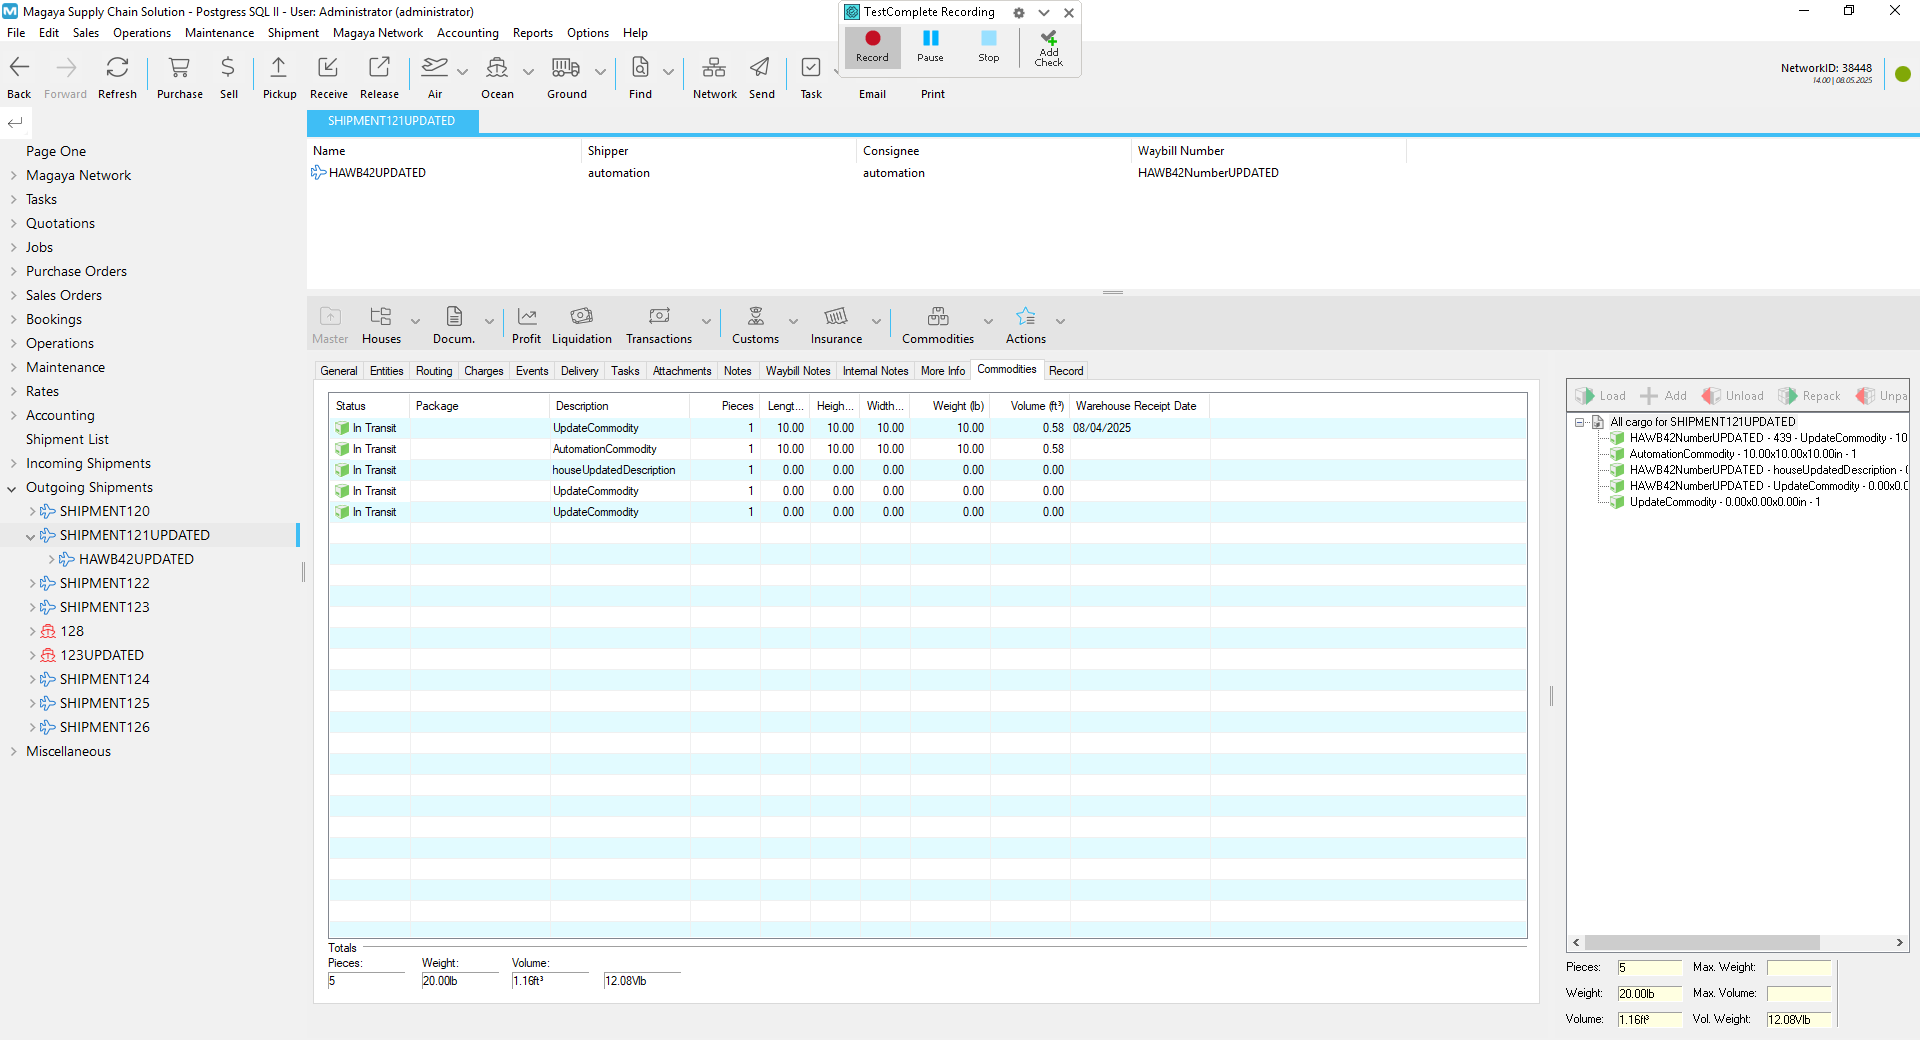 Magaya Supply Chain Solution - Postgress SQL II - User: Administrator (administrator)
TestComplete Recording
File Edit Sales Operations Maintenance Shipment Magaya Network Accounting Reports Options Help
Record Pause Stop Add Check
Back Forward Refresh Purchase Sell Pickup Receive Release Air Ocean Ground Find Network Send Task Email Print
NetworkID: 38448
14.00 | 08.05.2025
SHIPMENT121UPDATED
Name Shipper Consignee Waybill Number
HAWB42UPDATED automation automation HAWB42NumberUPDATED
Page One
Magaya Network
Tasks
Quotations
Jobs
Purchase Orders
Sales Orders
Bookings
Operations
Maintenance
Rates
Accounting
Shipment List
Incoming Shipments
Outgoing Shipments
SHIPMENT120
SHIPMENT121UPDATED
HAWB42UPDATED
SHIPMENT122
SHIPMENT123
128
123UPDATED
SHIPMENT124
SHIPMENT125
SHIPMENT126
Miscellaneous
Master Houses Docum. Profit Liquidation Transactions Customs Insurance Commodities Actions
General Entities Routing Charges Events Delivery Tasks Attachments Notes Waybill Notes Internal Notes More Info Commodities Record
Status Package Description Pieces Lengt... Heigh... Width... Weight (lb) Volume (ft³) Warehouse Receipt Date
In Transit UpdateCommodity 1 10.00 10.00 10.00 10.00 0.58 08/04/2025
In Transit AutomationCommodity 1 10.00 10.00 10.00 10.00 0.58
In Transit houseUpdatedDescription 1 0.00 0.00 0.00 0.00 0.00
In Transit UpdateCommodity 1 0.00 0.00 0.00 0.00 0.00
In Transit UpdateCommodity 1 0.00 0.00 0.00 0.00 0.00
Totals
Pieces: Weight: Volume:
5 20.00lb 1.16ft³ 12.08Vlb
Load Add Unload Repack Unpa
All cargo for SHIPMENT121UPDATED
HAWB42NumberUPDATED - 439 - UpdateCommodity - 10
AutomationCommodity - 10.00x10.00x10.00in - 1
HAWB42NumberUPDATED - houseUpdatedDescription - 0
HAWB42NumberUPDATED - UpdateCommodity - 0.00x0.0
UpdateCommodity - 0.00x0.00x0.00in - 1
Pieces: 5 Max. Weight:
Weight: 20.00lb Max. Volume:
Volume: 1.16ft³ Vol. Weight: 12.08Vlb